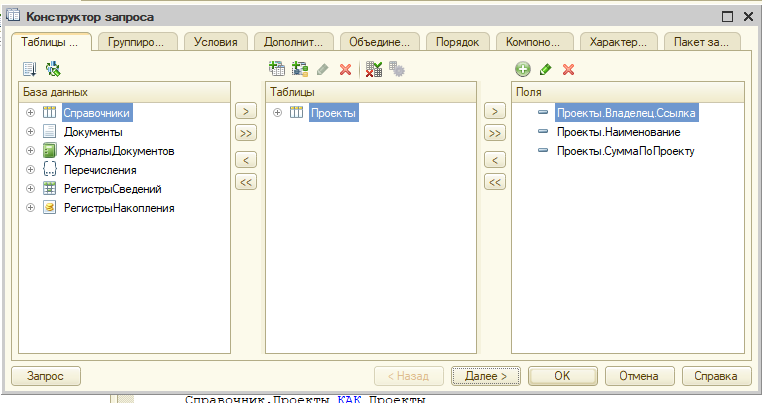 Конструктор запроса
Таблицы ...
Группиро...
Условия
Дополнит...
Объедине...
Порядок
Компоно...
Характер...
Пакет за...
База данных
Справочники
Документы
ЖурналыДокументов
Перечисления
РегистрыСведений
РегистрыНакопления
>
>>
<
<<
Таблицы
Проекты
>
>>
<
<<
Поля
Проекты.Владелец.Ссылка
Проекты.Наименование
Проекты.СуммаПоПроекту
Запрос
< Назад
Далее >
OK
Отмена
Справка
Справочник.Проекты КАК Проекты